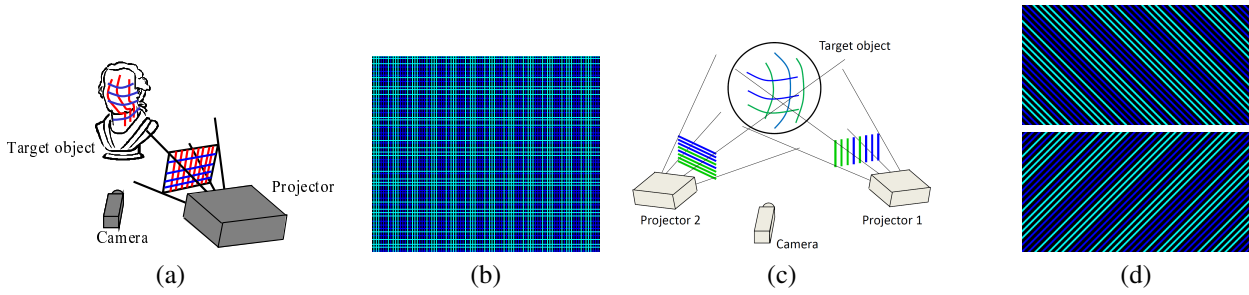 Target object
Projector
Camera
(a)
(b)
Target object
Projector 2
Projector 1
Camera
(c)
(d)